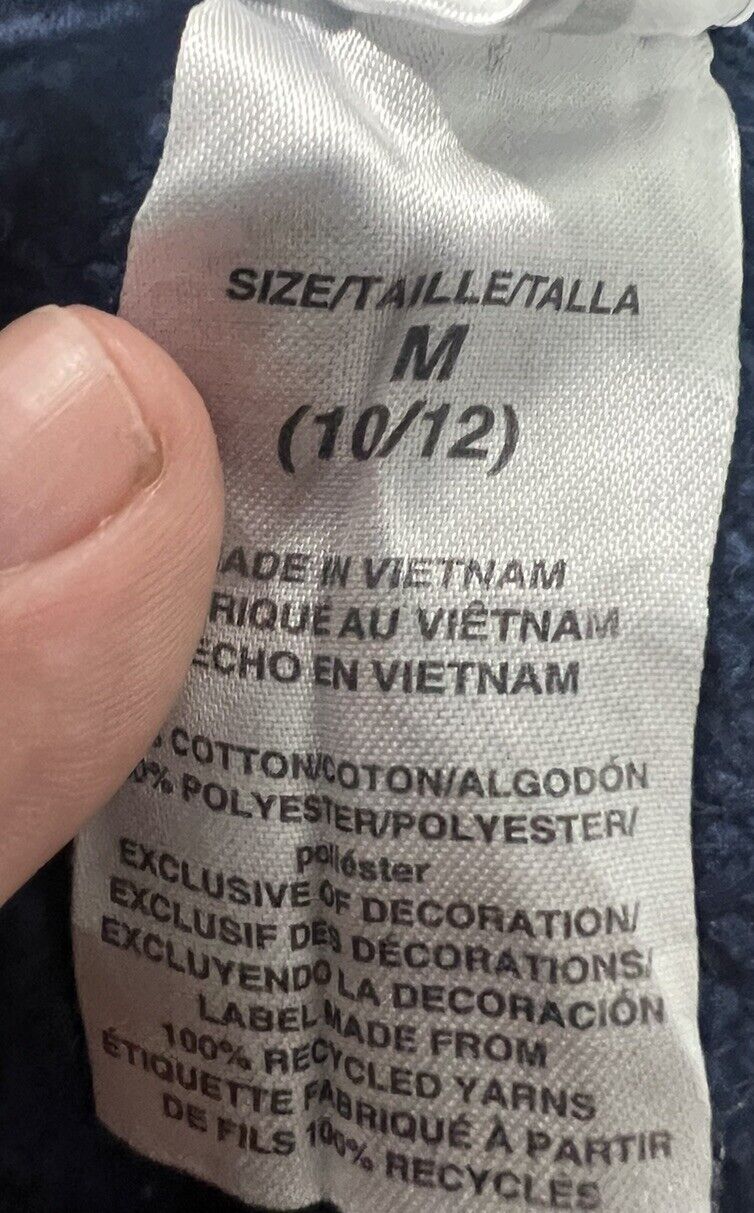 SIZE/TAILLE/TALLA
M
(10/12)
ADE IN VIETNAM
RIQUÉ AU VIÊTNAM
ECHO EN VIETNAM
COTTON/COTON/ALGODÓN
0% POLYESTER/POLYESTER/
poliéster
EXCLUSIVE OF DECORATION/
EXCLUSIF DES DÉCORATIONS/
EXCLUYENDO LA DECORACIÓN
LABEL MADE FROM
100% RECYCLED YARNS
ÉTIQUETTE FABRIQUÉ À PARTIR
DE FILS 100% RECYCLÉS